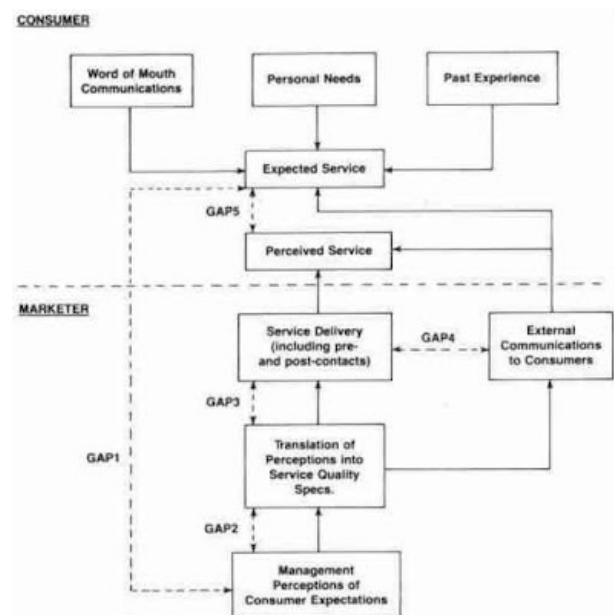 CONSUMER
Word of Mouth
Communications
Personal Needs
Past Experience
Expected Service
GAP5
Perceived Service
MARKETER
Service Delivery
(including pre-
and post-contacts)
GAP4
External
Communications
to Consumers
GAP3
GAP1
Translation of
Perceptions into
Service Quality
Specs.
GAP2
Management
Perceptions of
Consumer Expectations